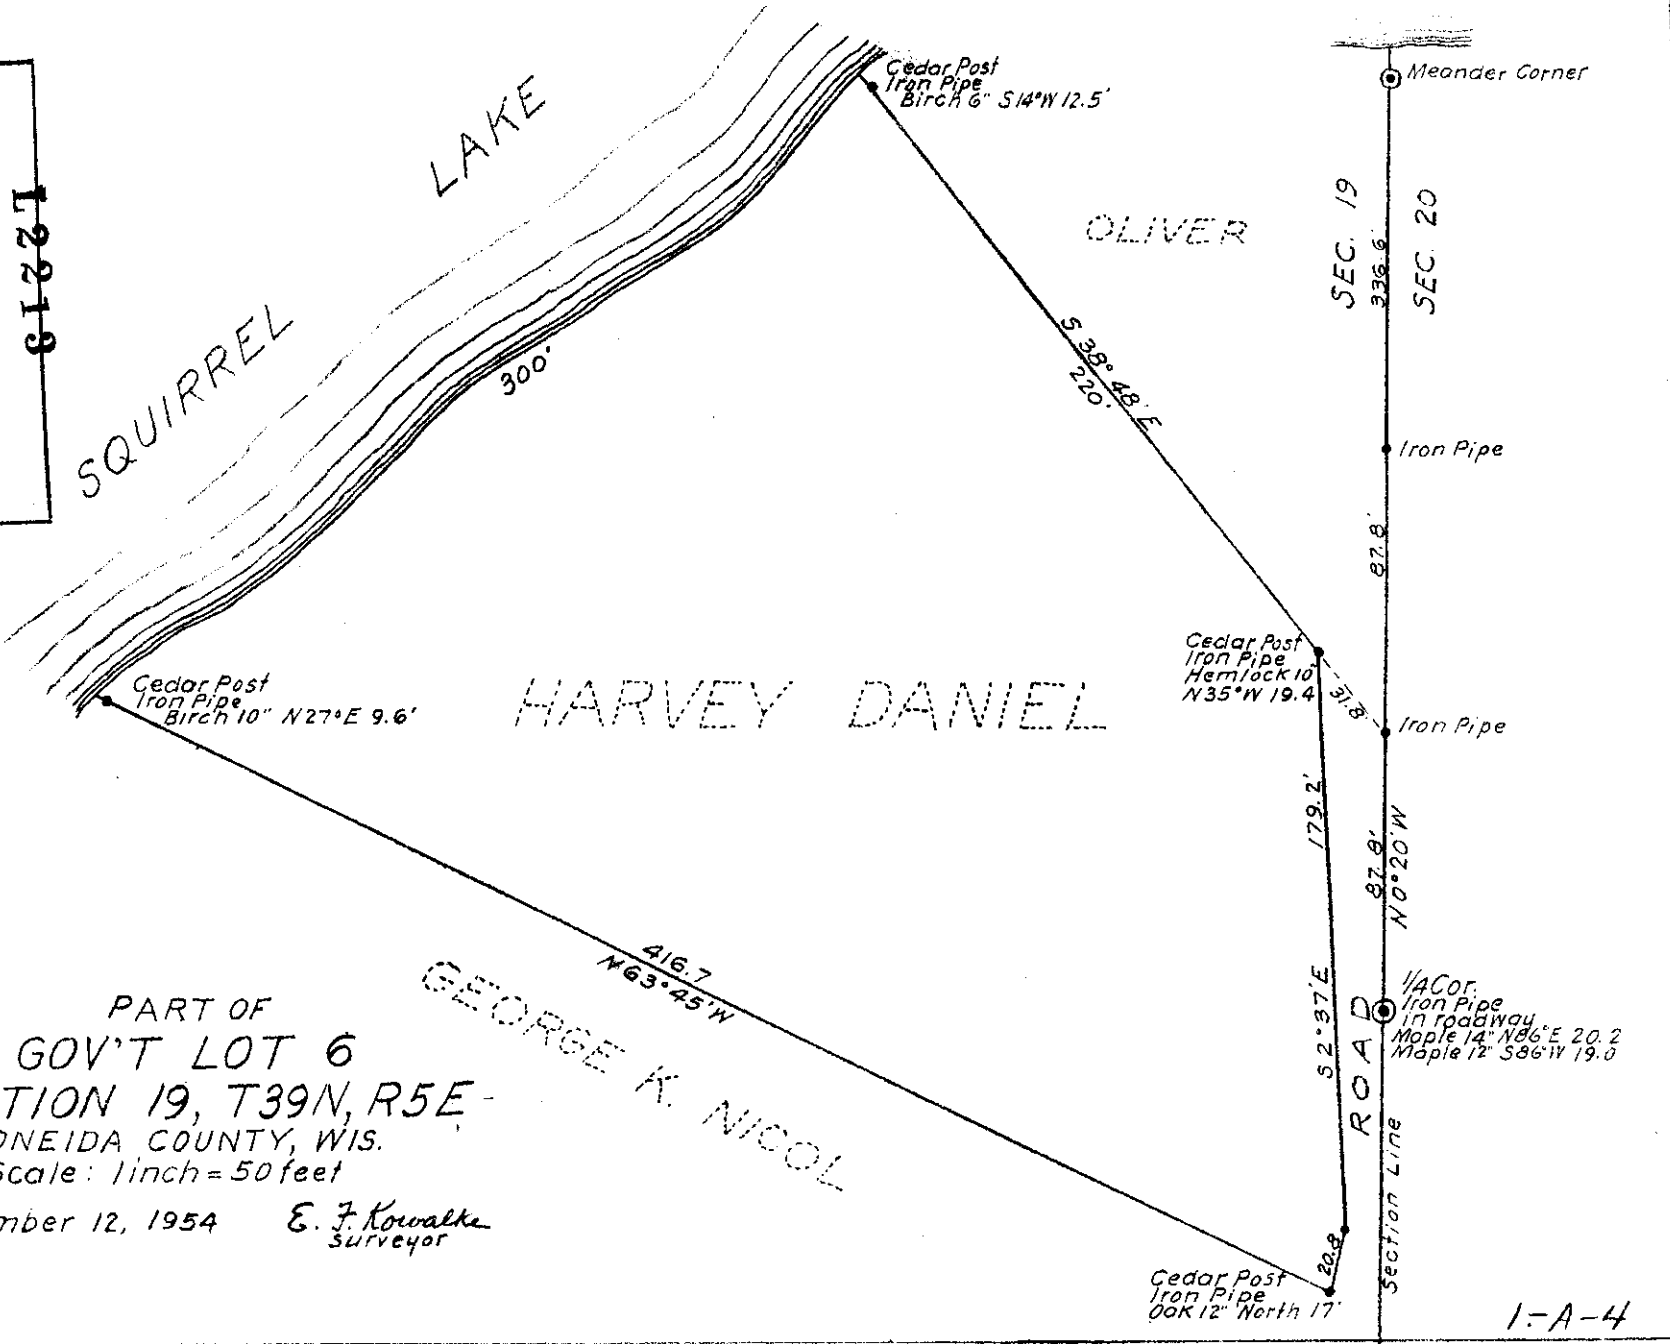 L2219
SQUIRREL LAKE
300'
Cedar Post
Iron Pipe
Birch 6" S14°W 12.5'
Meander Corner
OLIVER
SEC. 19
336.6'
SEC. 20
S 38° 48' E
220'
Iron Pipe
87.8'
Cedar Post
Iron Pipe
Hemlock 10"
N35°W 19.4
31.8
Iron Pipe
Cedar Post
Iron Pipe
Birch 10" N27°E 9.6'
HARVEY DANIEL
179.2'
S2°37'E
87.8'
N0°20'W
416.7
N63°45'W
GEORGE K. NICOL
1/4 Cor.
Iron Pipe
in roadway
Maple 14" N86°E 20.2
Maple 12" S86°W 19.0
ROAD
Section Line
20.8
Cedar Post
Iron Pipe
Oak 12" North 17'
PART OF
GOV'T LOT 6
TION 19, T39N, R5E
ONEIDA COUNTY, WIS.
Scale: 1 inch = 50 feet
mber 12, 1954 E. F. Kowalke
surveyor
1-A-4